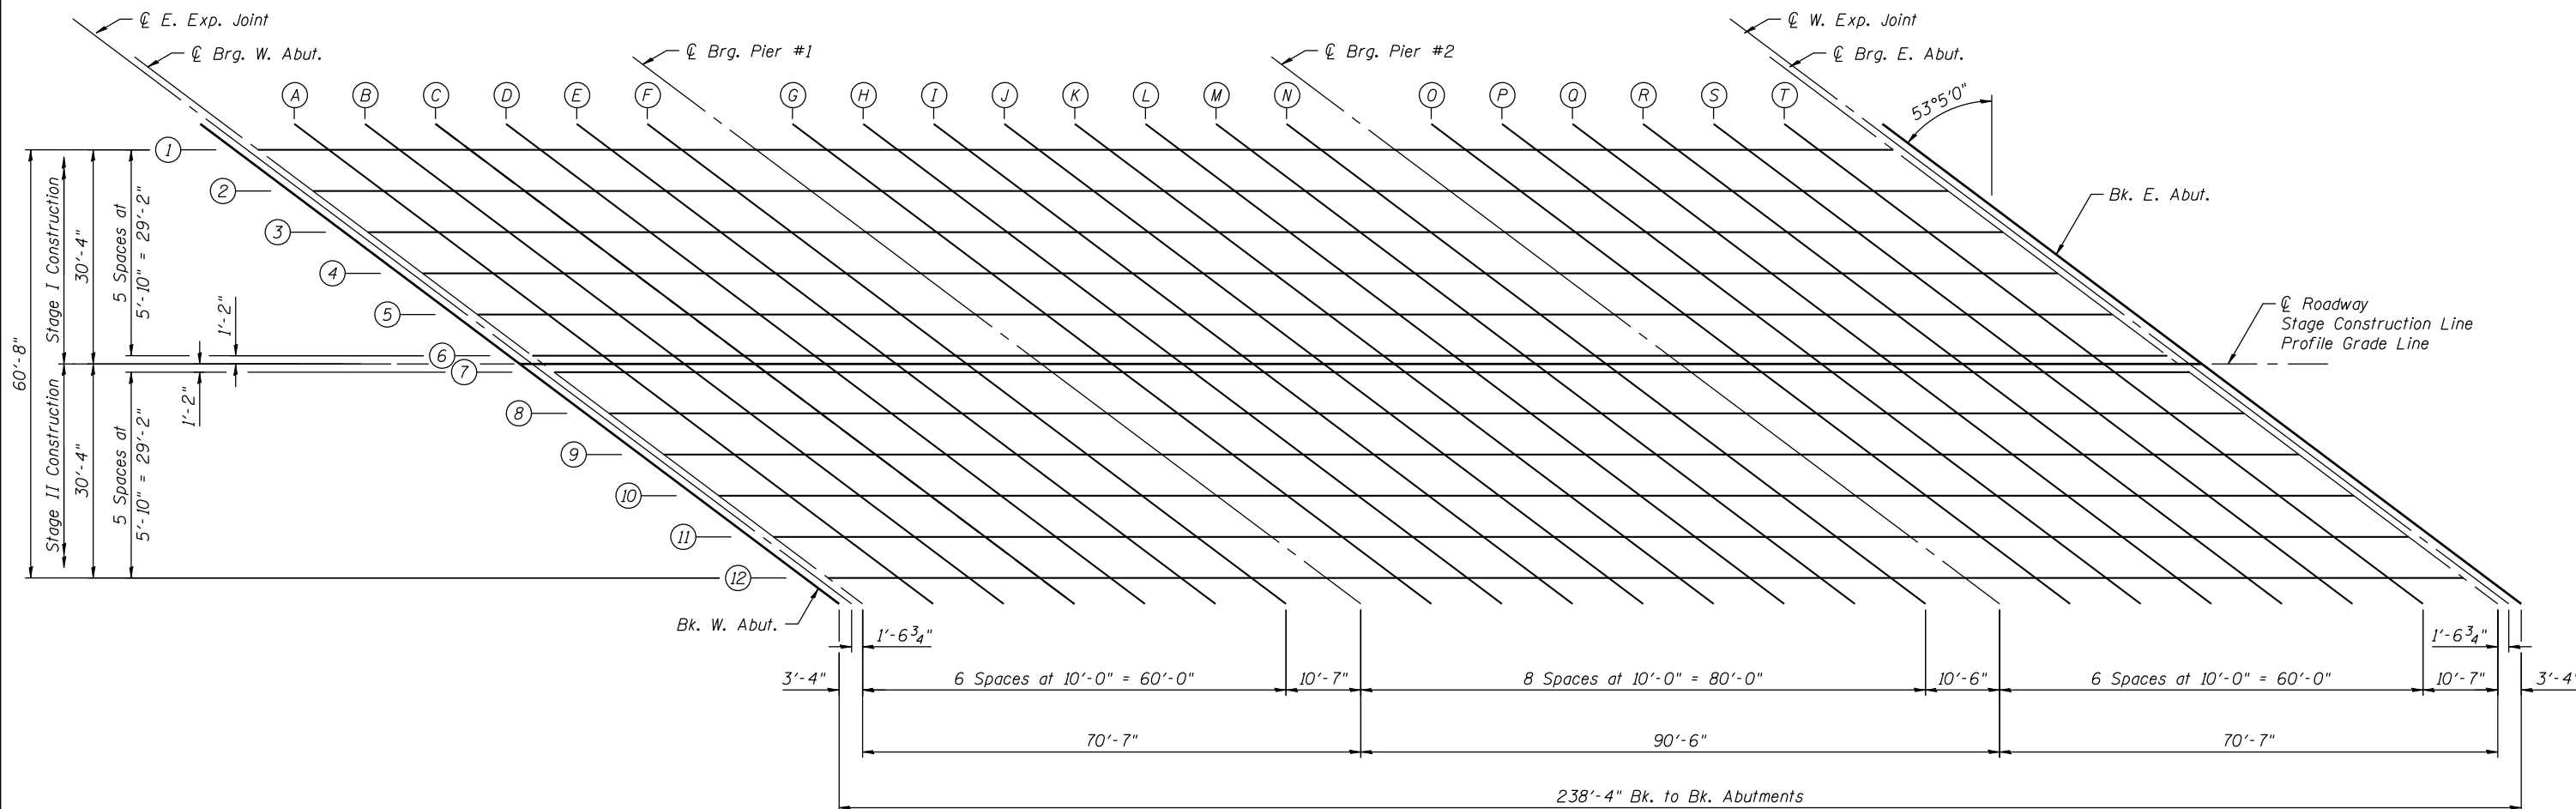 ℄ E. Exp. Joint
℄ Brg. W. Abut.
℄ Brg. Pier #1
℄ Brg. Pier #2
℄ W. Exp. Joint
℄ Brg. E. Abut.
A B C D E F G H I J K L M N O P Q R S T
53°5'0"
Bk. E. Abut.
℄ Roadway
Stage Construction Line
Profile Grade Line
1
2
3
4
5
6
7
8
9
10
11
12
60'-8"
Stage I Construction
30'-4"
5 Spaces at
5'-10" = 29'-2"
1'-2"
Stage II Construction
30'-4"
5 Spaces at
5'-10" = 29'-2"
1'-2"
Bk. W. Abut.
1'-6¾"
1'-6¾"
3'-4"
6 Spaces at 10'-0" = 60'-0"
10'-7"
8 Spaces at 10'-0" = 80'-0"
10'-6"
6 Spaces at 10'-0" = 60'-0"
10'-7"
3'-4"
70'-7"
90'-6"
70'-7"
238'-4" Bk. to Bk. Abutments